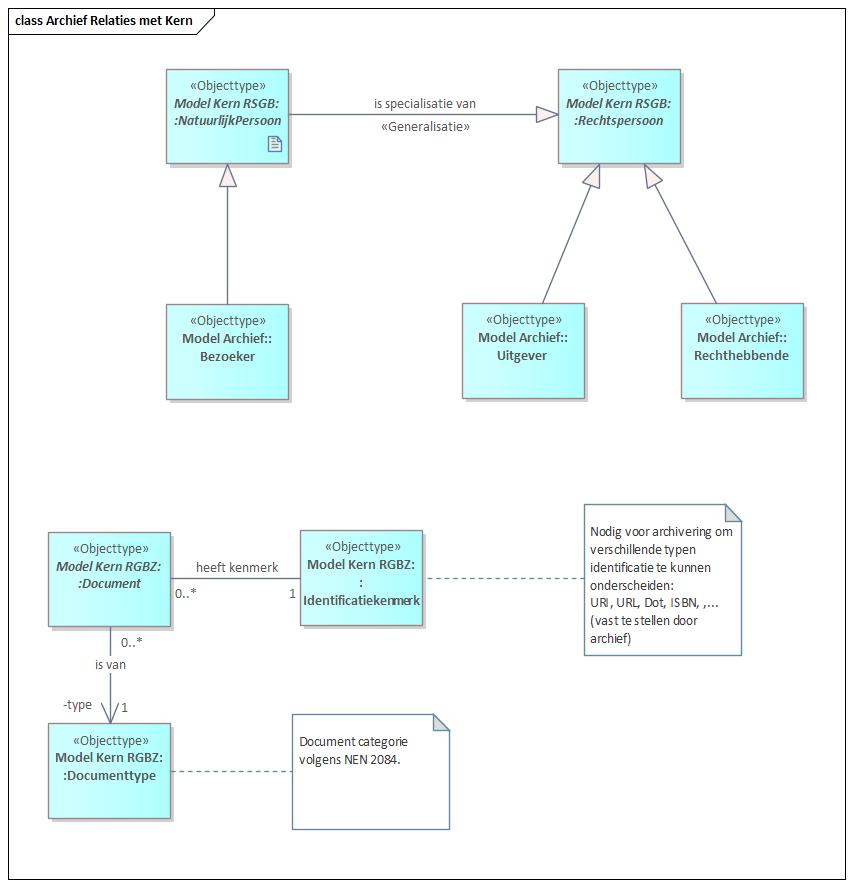 class Archief Relaties met Kern
«Objecttype»
Model Kern RSGB:
:NatuurlijkPersoon
is specialisatie van
«Generalisatie»
«Objecttype»
Model Kern RSGB:
:Rechtspersoon
«Objecttype»
Model Archief::
Bezoeker
«Objecttype»
Model Archief::
Uitgever
«Objecttype»
Model Archief::
Rechthebbende
«Objecttype»
Model Kern RGBZ:
:Document
heeft kenmerk
0..*
1
«Objecttype»
Model Kern RGBZ:
:
Identificatiekenmerk
Nodig voor archivering om
verschillende typen
identificatie te kunnen
onderscheiden:
URI, URL, Dot, ISBN, ,...
(vast te stellen door
archief)
0..*
is van
-type
1
«Objecttype»
Model Kern RGBZ:
:Documenttype
Document categorie
volgens NEN 2084.